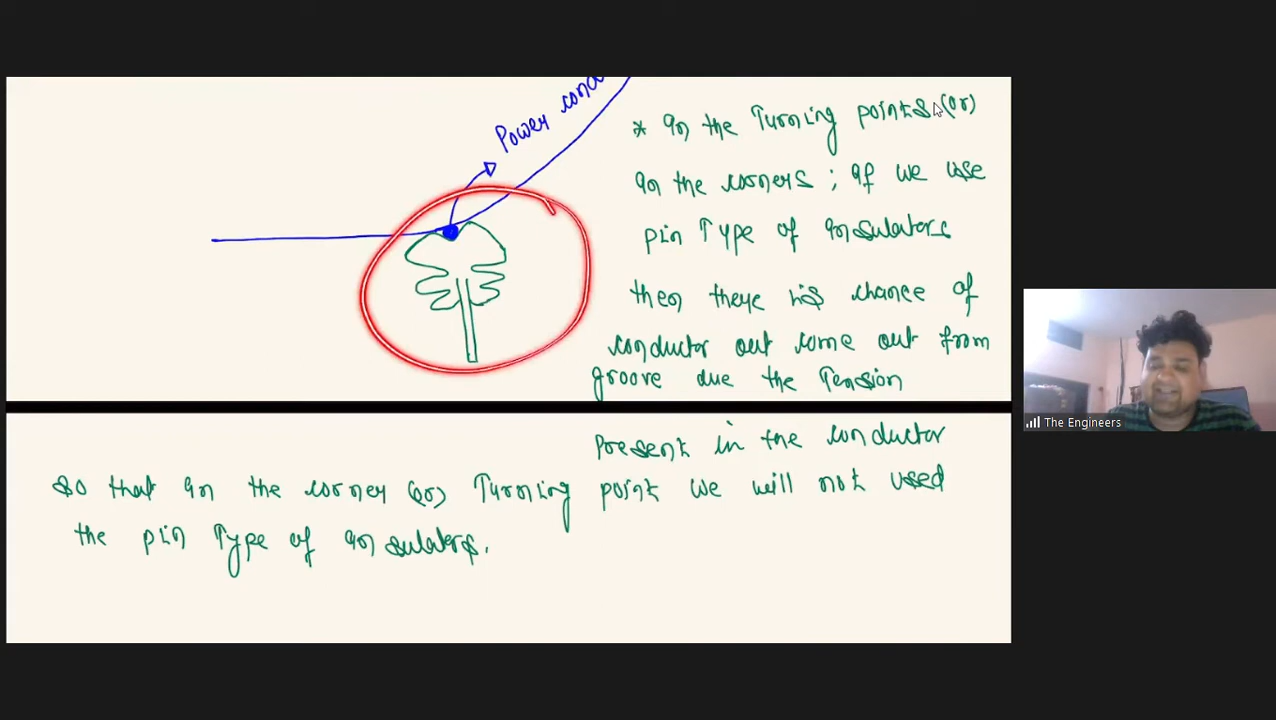 Power cond
* In the Turning points (or)
In the corners ; If we use
pin Type of Insulators
then there his chance of
conductor out come out from
groove due the Tension
Present in the conductor
so that In the corner (or) Turning point we will not used
the pin Type of Insulators.
The Engineers